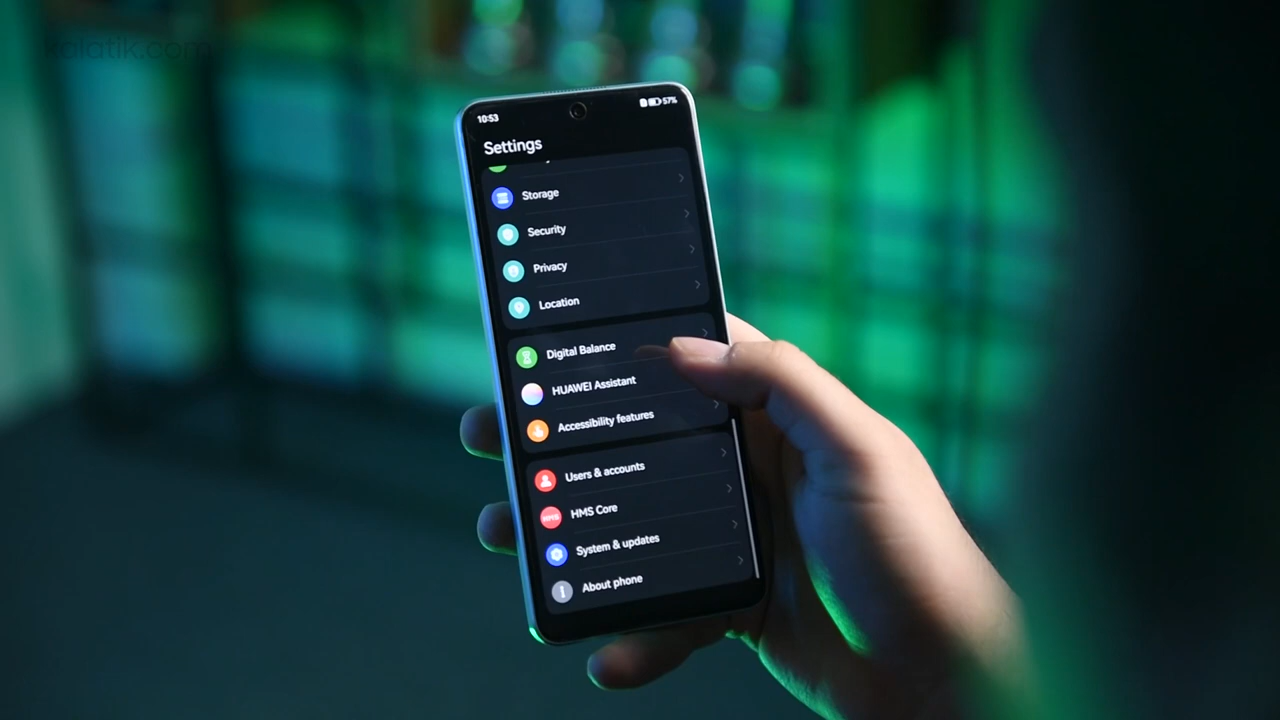 10:53
57%
Settings
Storage
Security
Privacy
Location
Digital Balance
HUAWEI Assistant
Accessibility features
Users & accounts
HMS
HMS Core
System & updates
About phone